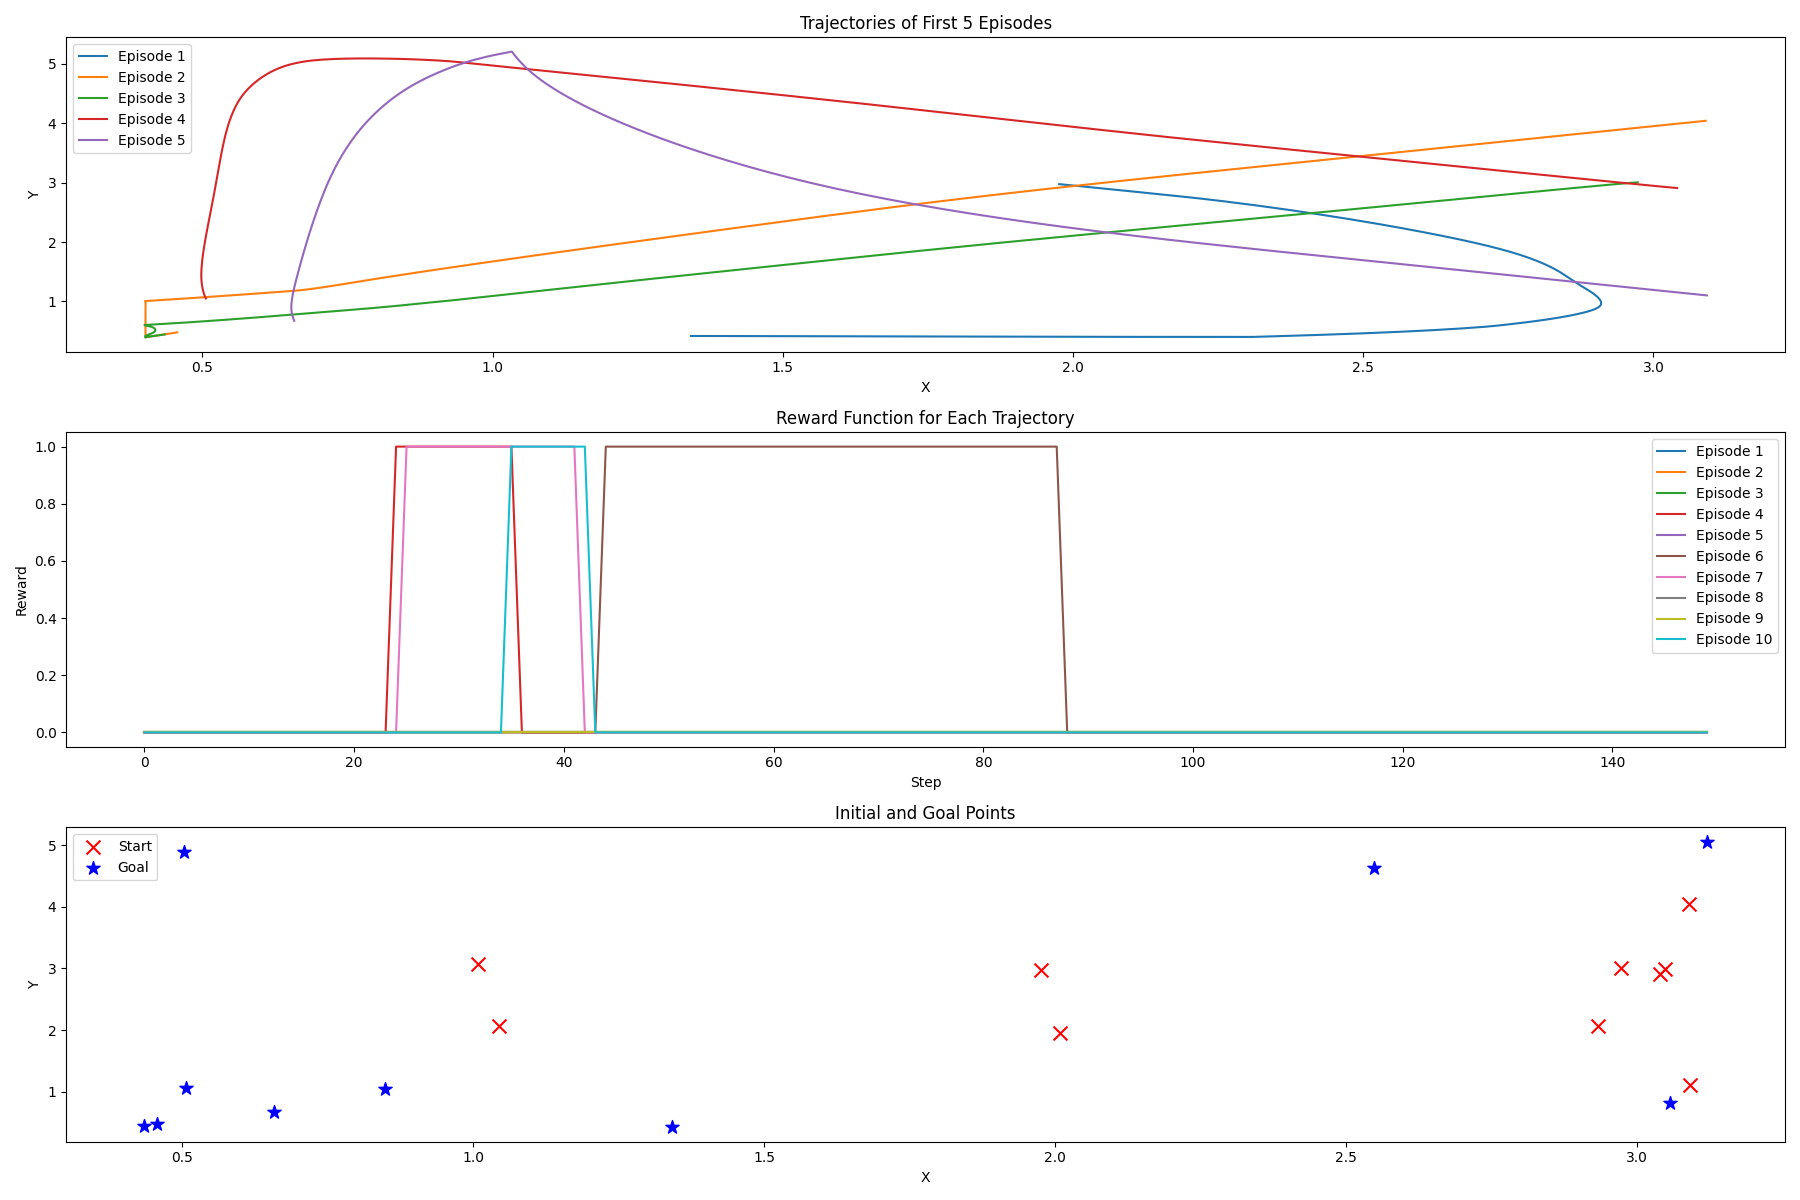 Trajectories of First 5 Episodes
Episode 1
Episode 2
Episode 3
Episode 4
Episode 5
Y
5
4
3
2
1
0.5 1.0 1.5 2.0 2.5 3.0
X
Reward Function for Each Trajectory
Reward
1.0
0.8
0.6
0.4
0.2
0.0
Episode 1
Episode 2
Episode 3
Episode 4
Episode 5
Episode 6
Episode 7
Episode 8
Episode 9
Episode 10
0 20 40 60 80 100 120 140
Step
Initial and Goal Points
Start
Goal
Y
5
4
3
2
1
0.5 1.0 1.5 2.0 2.5 3.0
X